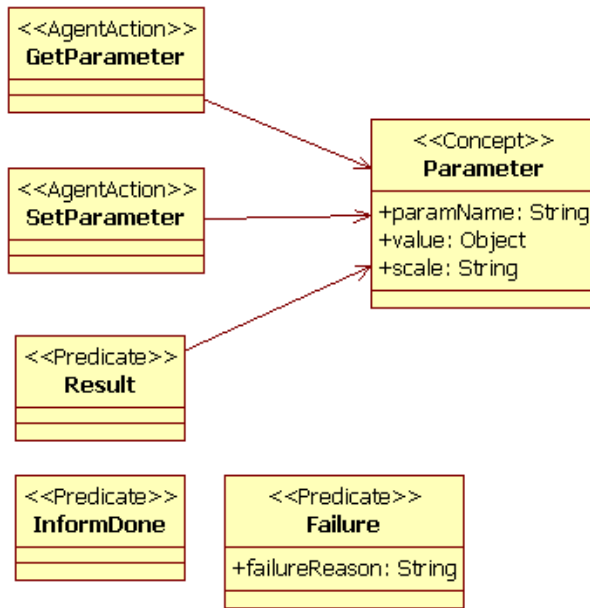 <<AgentAction>>
GetParameter
<<Concept>>
Parameter
+paramName: String
+value: Object
+scale: String
<<AgentAction>>
SetParameter
<<Predicate>>
Result
<<Predicate>>
InformDone
<<Predicate>>
Failure
+failureReason: String